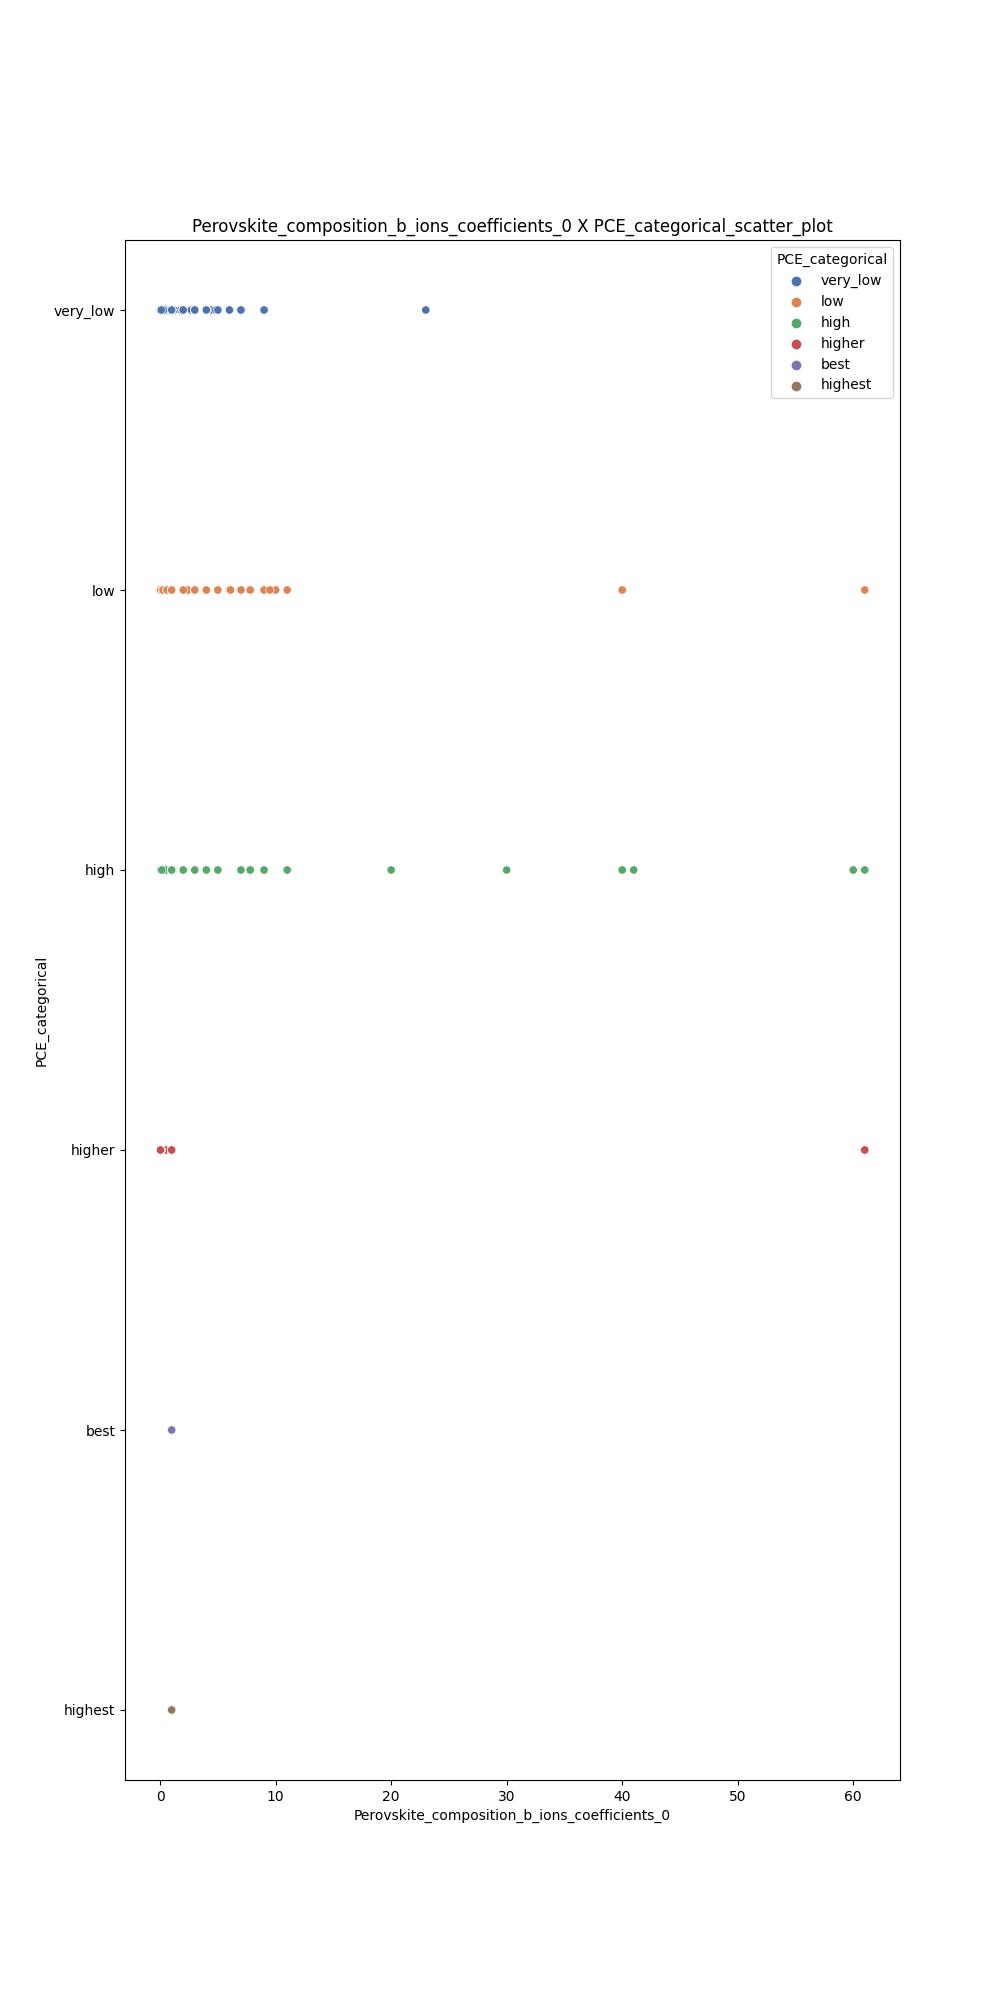 Perovskite_composition_b_ions_coefficients_0 X PCE_categorical_scatter_plot
PCE_categorical
very_low
low
high
higher
best
highest
very_low
low
high
higher
best
highest
PCE_categorical
0 10 20 30 40 50 60
Perovskite_composition_b_ions_coefficients_0